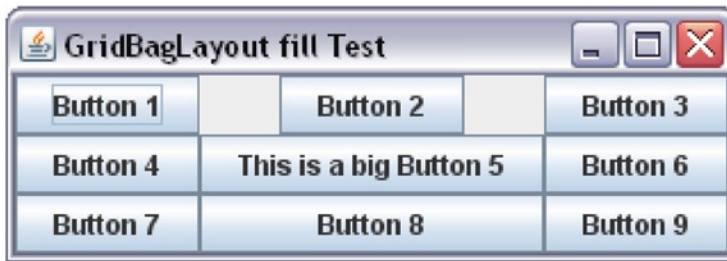 GridBagLayout fill Test
Button 1 Button 2 Button 3
Button 4 This is a big Button 5 Button 6
Button 7 Button 8 Button 9